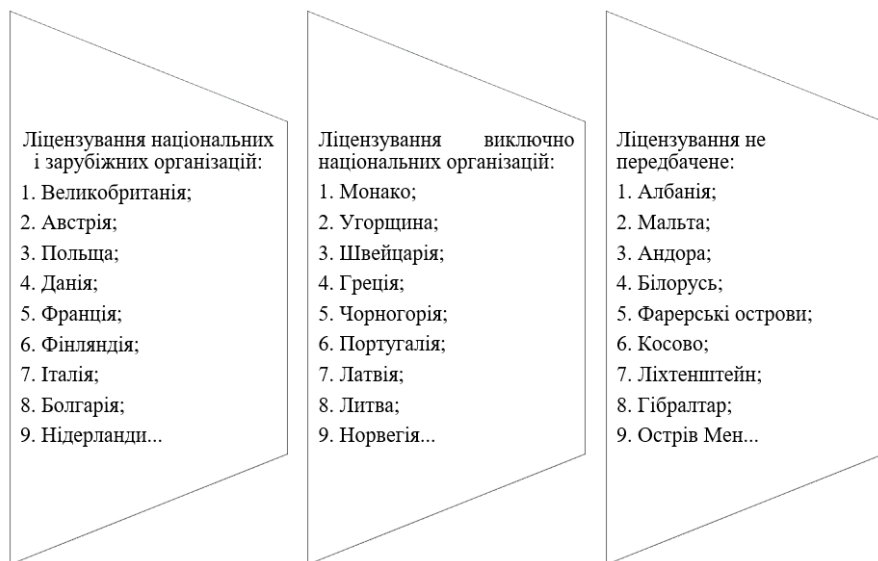 Ліцензування національних
і зарубіжних організацій:
1. Великобританія;
2. Австрія;
3. Польща;
4. Данія;
5. Франція;
6. Фінляндія;
7. Італія;
8. Болгарія;
9. Нідерланди...
Ліцензування виключно
національних організацій:
1. Монако;
2. Угорщина;
3. Швейцарія;
4. Греція;
5. Чорногорія;
6. Португалія;
7. Латвія;
8. Литва;
9. Норвегія...
Ліцензування не
передбачене:
1. Албанія;
2. Мальта;
3. Андора;
4. Білорусь;
5. Фарерські острови;
6. Косово;
7. Ліхтенштейн;
8. Гібралтар;
9. Острів Мен...